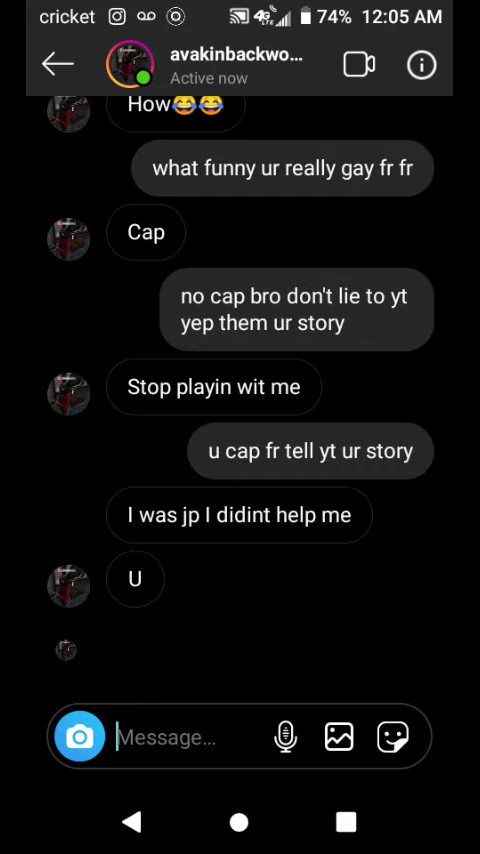 cricket 4G LTE 74% 12:05 AM
avakinbackwo...
Active now
How😂😂
what funny ur really gay fr fr
Cap
no cap bro don't lie to yt
yep them ur story
Stop playin wit me
u cap fr tell yt ur story
I was jp I didint help me
U
Message...